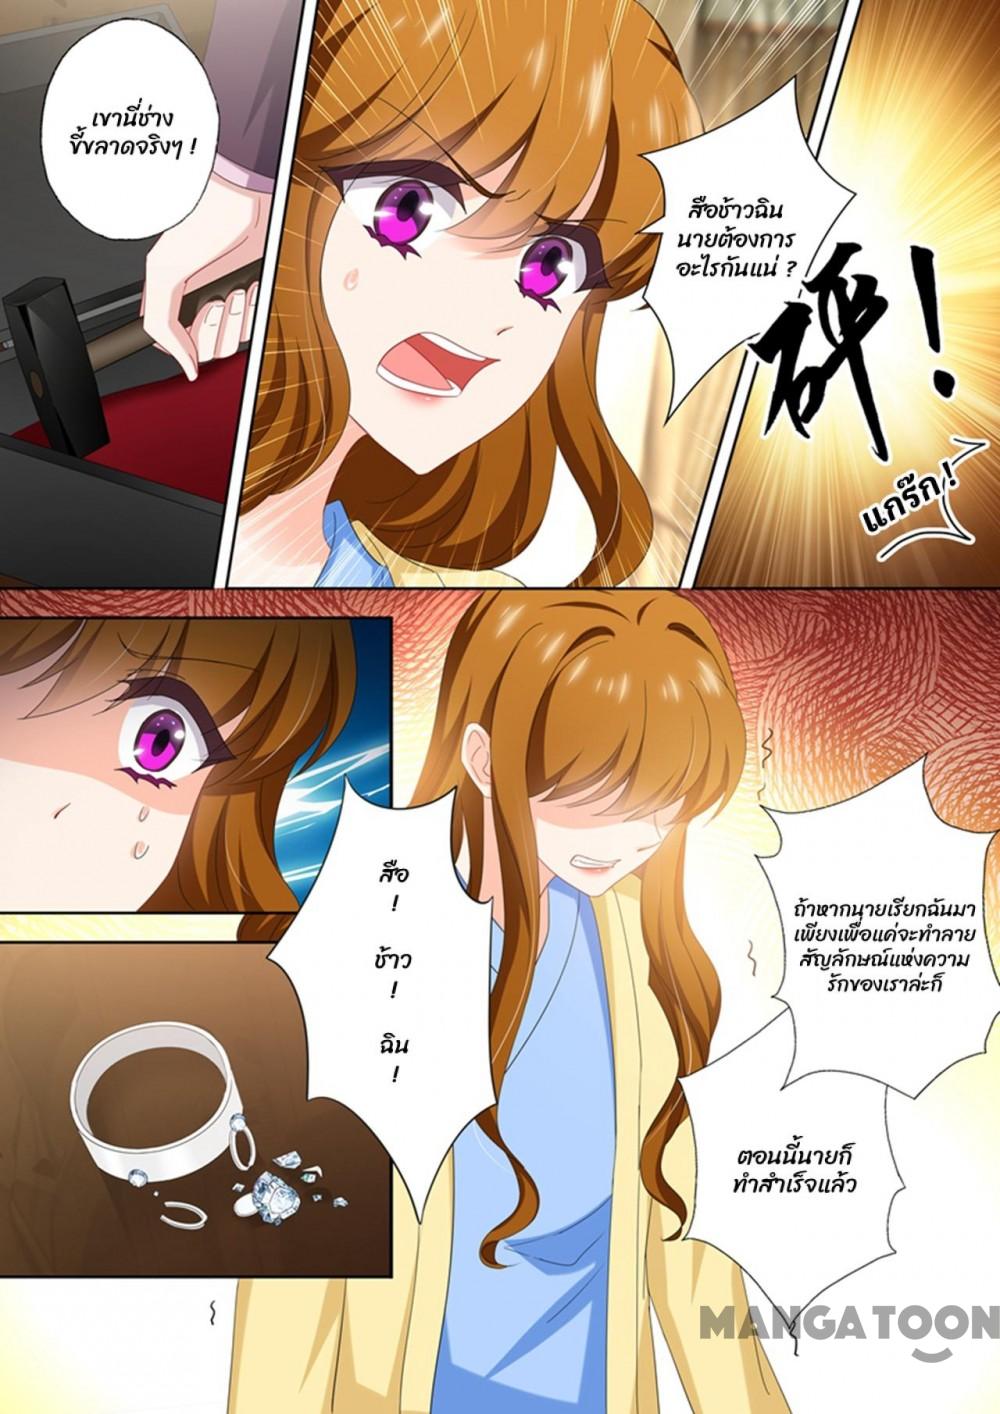 เขานี่ช่าง
ขี้ขลาดจริงๆ !
สือช้าวฉิน
นายต้องการ
อะไรกันแน่ ?
砰!
แกร๊ก !
สือ
!
ช้าว
!
ฉิน
!
ถ้าหากนายเรียกฉันมา
เพียงเพื่อแค่จะทำลาย
สัญลักษณ์แห่งความ
รักของเราล่ะก็
ตอนนี้นายก็
ทำสำเร็จแล้ว
MANGATOON